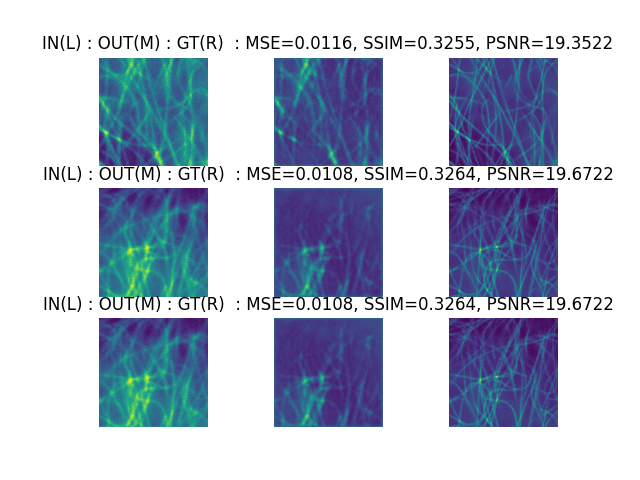 IN(L) : OUT(M) : GT(R)  : MSE=0.0116, SSIM=0.3255, PSNR=19.3522
IN(L) : OUT(M) : GT(R)  : MSE=0.0108, SSIM=0.3264, PSNR=19.6722
IN(L) : OUT(M) : GT(R)  : MSE=0.0108, SSIM=0.3264, PSNR=19.6722